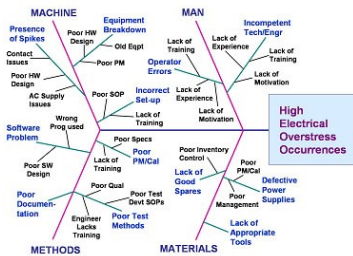 MACHINE
MAN
Presence
of Spikes
Poor HW
Design
Equipment
Breakdown
Old Eqpt
Poor PM
Contact
Issues
Poor HW
Design
AC Supply
Issues
Poor SOP
Incorrect
Set-up
Lack of
Training
Lack of
Training
Lack of
Experience
Incompetent
Tech/Engr
Lack of
Training
Lack of
Motivation
Operator
Errors
Lack of
Experience
Lack of
Motivation
High
Electrical
Overstress
Occurrences
Software
Problem
Wrong
Prog used
Poor SW
Design
Poor Specs
Lack of
Training
Poor
PM/Cal
Poor
Documen-
tation
Poor Qual
Engineer
Lacks
Training
Poor Test
Devt SOPs
Poor Test
Methods
Poor Inventory
Control
Lack of
Good
Spares
Poor
PM/Cal
Poor
Management
Defective
Power
Supplies
Lack of
Appropriate
Tools
METHODS
MATERIALS